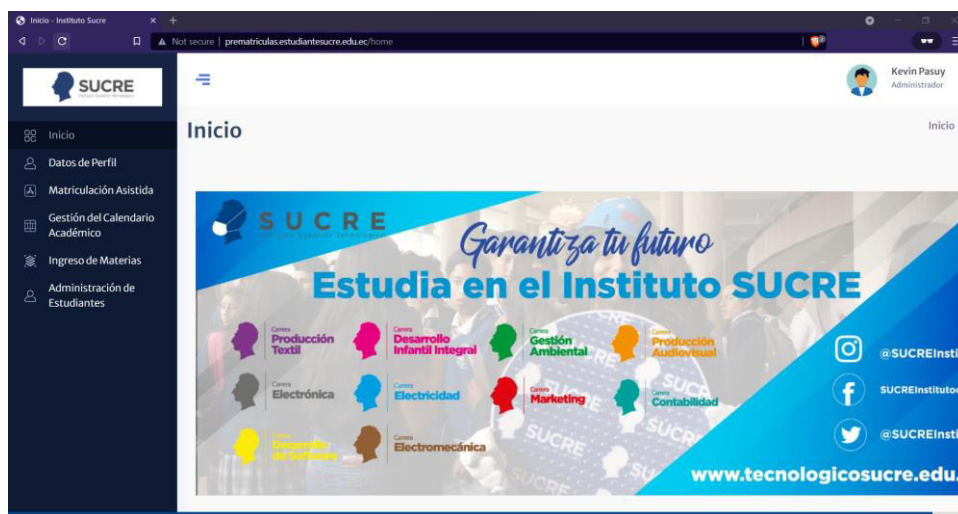 Inicio - Instituto Sucre
Not secure | prematriculas.estudiantesucre.edu.ec/home
SUCRE
Kevin Pasuy
Administrador
Inicio
Datos de Perfil
Matriculación Asistida
Gestión del Calendario
Académico
Ingreso de Materias
Administración de
Estudiantes
Inicio
Inicio
SUCRE
Garantiza tu futuro
Estudia en el Instituto SUCRE
Carrera
Producción
Textil
Carrera
Desarrollo
Infantil Integral
Carrera
Gestión
Ambiental
Carrera
Producción
Audiovisual
Carrera
Electrónica
Carrera
Electricidad
Carrera
Marketing
Carrera
Contabilidad
Carrera
Desarrollo
de Software
Carrera
Electromecánica
@SUCREInsti
SUCREInstituto
@SUCREInsti
www.tecnologicosucre.edu.